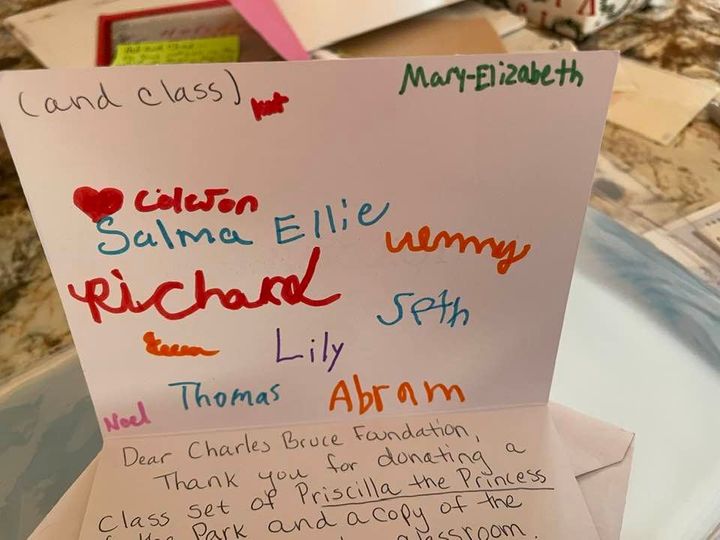 (and class)
Mary-Elizabeth
Salma Ellie
Richard
Seth
Lily
Thomas
Abram
Noel
Dear Charles Bruce Foundation,
Thank you for donating a
class set of Priscilla the Princess
Park and a copy of the
classroom.